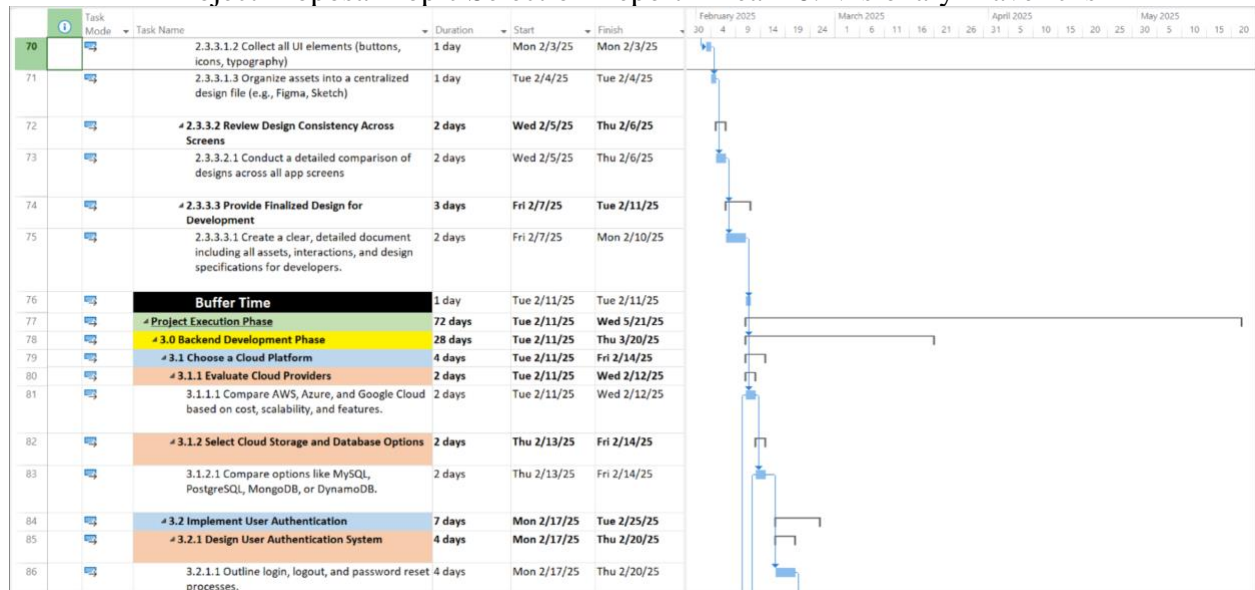 Task
Mode
Task Name
Duration
Start
Finish
February 2025
March 2025
April 2025
May 2025
30 4 9 14 19 24 1 6 11 16 21 26 31 5 10 15 20 25 30 5 10 15 20
70 2.3.3.1.2 Collect all UI elements (buttons, 1 day Mon 2/3/25 Mon 2/3/25
icons, typography)
71 2.3.3.1.3 Organize assets into a centralized 1 day Tue 2/4/25 Tue 2/4/25
design file (e.g., Figma, Sketch)
72 2.3.3.2 Review Design Consistency Across 2 days Wed 2/5/25 Thu 2/6/25
Screens
73 2.3.3.2.1 Conduct a detailed comparison of 2 days Wed 2/5/25 Thu 2/6/25
designs across all app screens
74 2.3.3.3 Provide Finalized Design for 3 days Fri 2/7/25 Tue 2/11/25
Development
75 2.3.3.3.1 Create a clear, detailed document 2 days Fri 2/7/25 Mon 2/10/25
including all assets, interactions, and design
specifications for developers.
76 Buffer Time 1 day Tue 2/11/25 Tue 2/11/25
77 Project Execution Phase 72 days Tue 2/11/25 Wed 5/21/25
78 3.0 Backend Development Phase 28 days Tue 2/11/25 Thu 3/20/25
79 3.1 Choose a Cloud Platform 4 days Tue 2/11/25 Fri 2/14/25
80 3.1.1 Evaluate Cloud Providers 2 days Tue 2/11/25 Wed 2/12/25
81 3.1.1.1 Compare AWS, Azure, and Google Cloud 2 days Tue 2/11/25 Wed 2/12/25
based on cost, scalability, and features.
82 3.1.2 Select Cloud Storage and Database Options 2 days Thu 2/13/25 Fri 2/14/25
83 3.1.2.1 Compare options like MySQL, 2 days Thu 2/13/25 Fri 2/14/25
PostgreSQL, MongoDB, or DynamoDB.
84 3.2 Implement User Authentication 7 days Mon 2/17/25 Tue 2/25/25
85 3.2.1 Design User Authentication System 4 days Mon 2/17/25 Thu 2/20/25
86 3.2.1.1 Outline login, logout, and password reset 4 days Mon 2/17/25 Thu 2/20/25
processes.